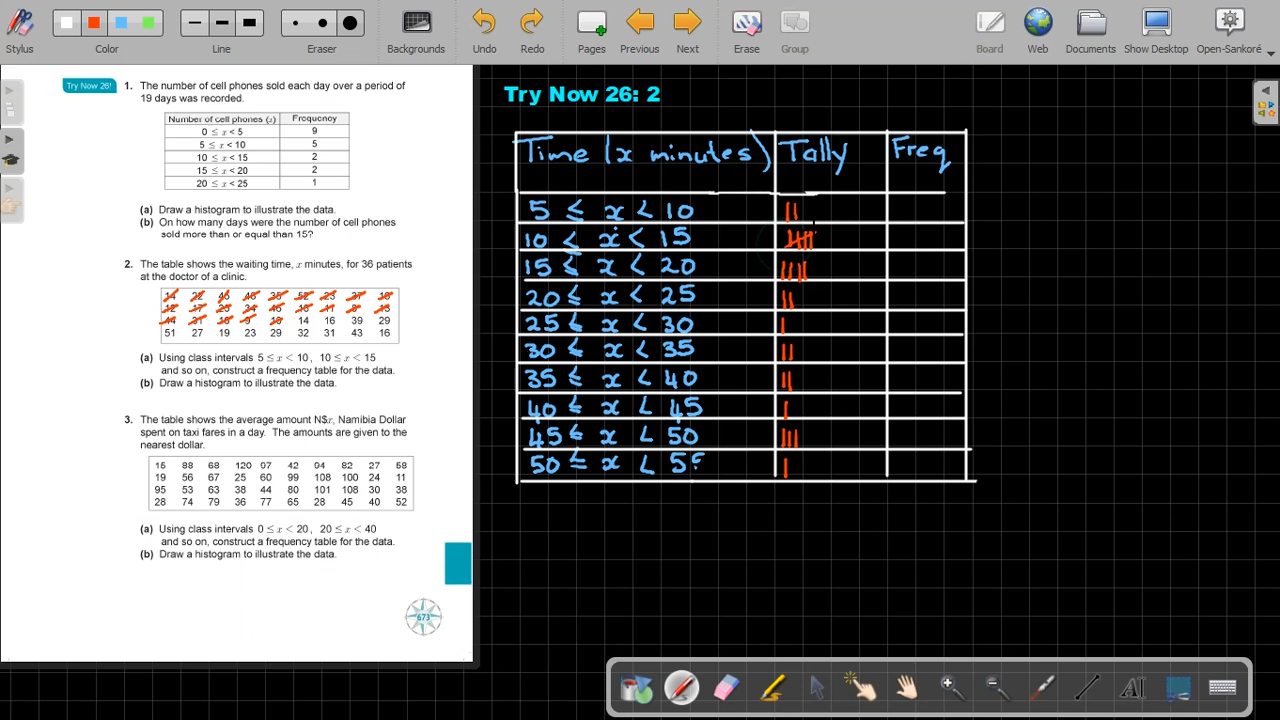 Stylus
Color
Line
Eraser
Backgrounds
Undo
Redo
Pages
Previous
Next
Erase
Group
Board
Web
Documents
Show Desktop
Open-Sankoré
Try Now 26!
1. The number of cell phones sold each day over a period of
19 days was recorded.
Number of cell phones (x) Frequency
0 ≤ x < 5 9
5 ≤ x < 10 5
10 ≤ x < 15 2
15 ≤ x < 20 2
20 ≤ x < 25 1
(a) Draw a histogram to illustrate the data.
(b) On how many days were the number of cell phones
sold more than or equal than 15?
2. The table shows the waiting time, x minutes, for 36 patients
at the doctor of a clinic.
14 16 39 29
51 27 19 23 29 32 31 43 16
(a) Using class intervals 5 ≤ x < 10, 10 ≤ x < 15
and so on, construct a frequency table for the data.
(b) Draw a histogram to illustrate the data.
3. The table shows the average amount N$x, Namibia Dollar
spent on taxi fares in a day. The amounts are given to the
nearest dollar.
15 88 68 120 97 42 94 82 27 58
19 56 67 25 60 99 108 100 24 11
95 53 63 38 44 80 101 108 30 38
28 74 79 36 77 65 28 45 40 52
(a) Using class intervals 0 ≤ x < 20, 20 ≤ x < 40
and so on, construct a frequency table for the data.
(b) Draw a histogram to illustrate the data.
673
Try Now 26: 2
Time (x minutes) Tally Freq
5 ≤ x < 10
10 ≤ x < 15
15 ≤ x < 20
20 ≤ x < 25
25 ≤ x < 30
30 ≤ x < 35
35 ≤ x < 40
40 ≤ x < 45
45 ≤ x < 50
50 ≤ x < 55